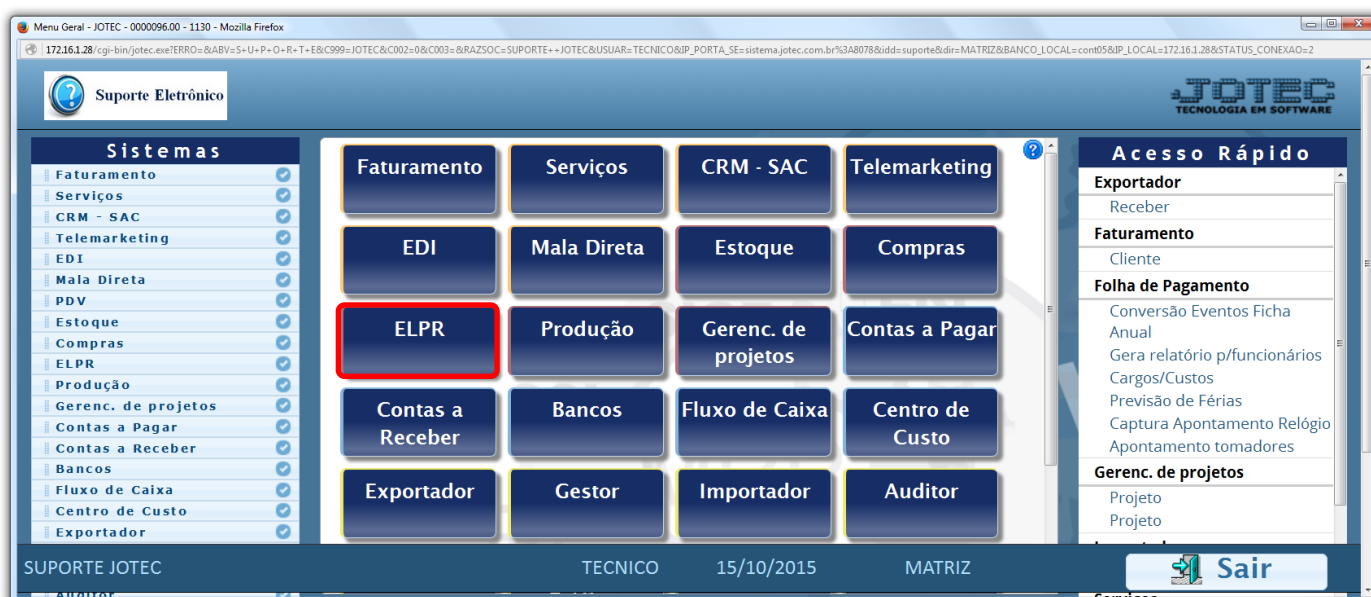 Menu Geral - JOTEC - 0000096.00 - 1130 - Mozilla Firefox
172.16.1.28/cgi-bin/jotec.exe?ERRO=&ABV=S+U+P+O+R+T+E&C999=JOTEC&C002=0&C003=&RAZSOC=SUPORTE++JOTEC&USUAR=TECNICO&IP_PORTA_SE=sistema.jotec.com.br%3A8078&idd=suporte&dir=MATRIZ&BANCO_LOCAL=cont05&IP_LOCAL=172.16.1.28&STATUS_CONEXAO=2
Suporte Eletrônico
JOTEC
TECNOLOGIA EM SOFTWARE
Sistemas
Faturamento
Serviços
CRM - SAC
Telemarketing
EDI
Mala Direta
PDV
Estoque
Compras
ELPR
Produção
Gerenc. de projetos
Contas a Pagar
Contas a Receber
Bancos
Fluxo de Caixa
Centro de Custo
Exportador
Auditor
Faturamento
Serviços
CRM - SAC
Telemarketing
EDI
Mala Direta
Estoque
Compras
ELPR
Produção
Gerenc. de
projetos
Contas a Pagar
Contas a
Receber
Bancos
Fluxo de Caixa
Centro de
Custo
Exportador
Gestor
Importador
Auditor
Acesso Rápido
Exportador
Receber
Faturamento
Cliente
Folha de Pagamento
Conversão Eventos Ficha
Anual
Gera relatório p/funcionários
Cargos/Custos
Previsão de Férias
Captura Apontamento Relógio
Apontamento tomadores
Gerenc. de projetos
Projeto
Projeto
Serviços
SUPORTE JOTEC
TECNICO
15/10/2015
MATRIZ
Sair